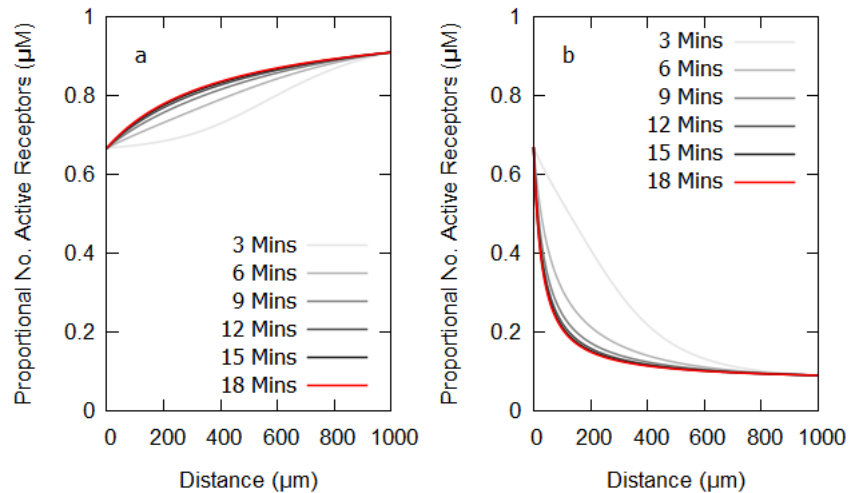 Proportional No. Active Receptors (µM)
1
0.8
0.6
0.4
0.2
0
a
3 Mins
6 Mins
9 Mins
12 Mins
15 Mins
18 Mins
0 200 400 600 800 1000
Distance (µm)
Proportional No. Active Receptors (µM)
1
0.8
0.6
0.4
0.2
0
b
3 Mins
6 Mins
9 Mins
12 Mins
15 Mins
18 Mins
0 200 400 600 800 1000
Distance (µm)